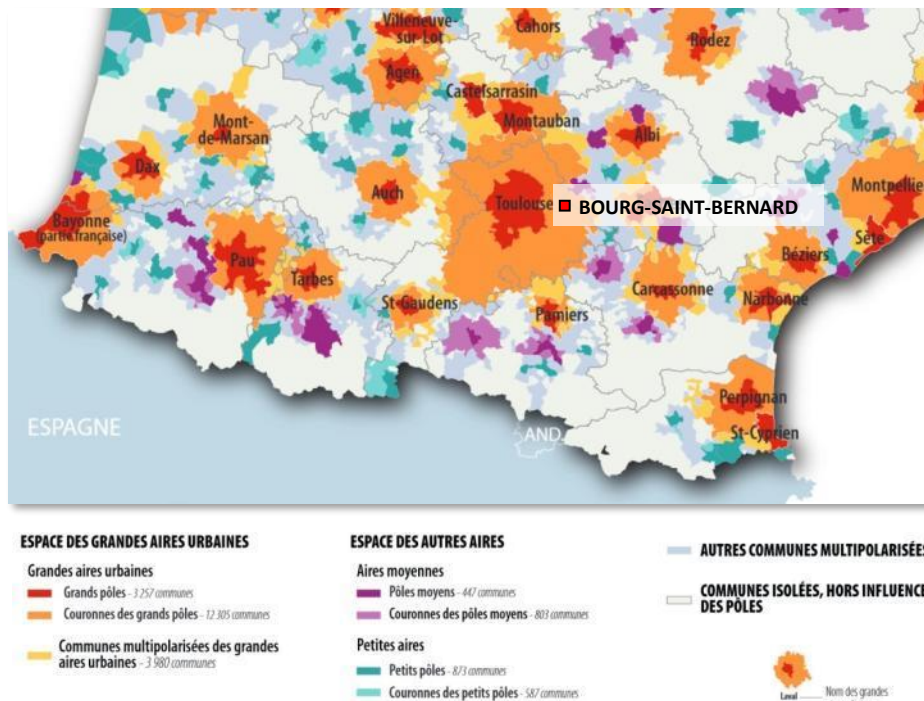 Villeneuve-
sur-Lot
Cahors
Rodez
Agen
Castelsarrasin
Montauban
Mont-
de-Marsan
Albi
Dax
Auch
Toulouse
BOURG-SAINT-BERNARD
Montpellie
Bayonne
(partie française)
Sète
Pau
Béziers
Tarbes
Carcassonne
St-Gaudens
Narbonne
Pamiers
Perpignan
St-Cyprien
ESPAGNE
AND.
ESPACE DES GRANDES AIRES URBAINES
Grandes aires urbaines
Grands pôles - 3 257 communes
Couronnes des grands pôles - 12 305 communes
Communes multipolarisées des grandes
aires urbaines - 3 980 communes
ESPACE DES AUTRES AIRES
Aires moyennes
Pôles moyens - 447 communes
Couronnes des pôles moyens - 803 communes
Petites aires
Petits pôles - 873 communes
Couronnes des petits pôles - 587 communes
AUTRES COMMUNES MULTIPOLARISÉES
COMMUNES ISOLÉES, HORS INFLUENCE
DES PÔLES
Laval
Nom des grandes